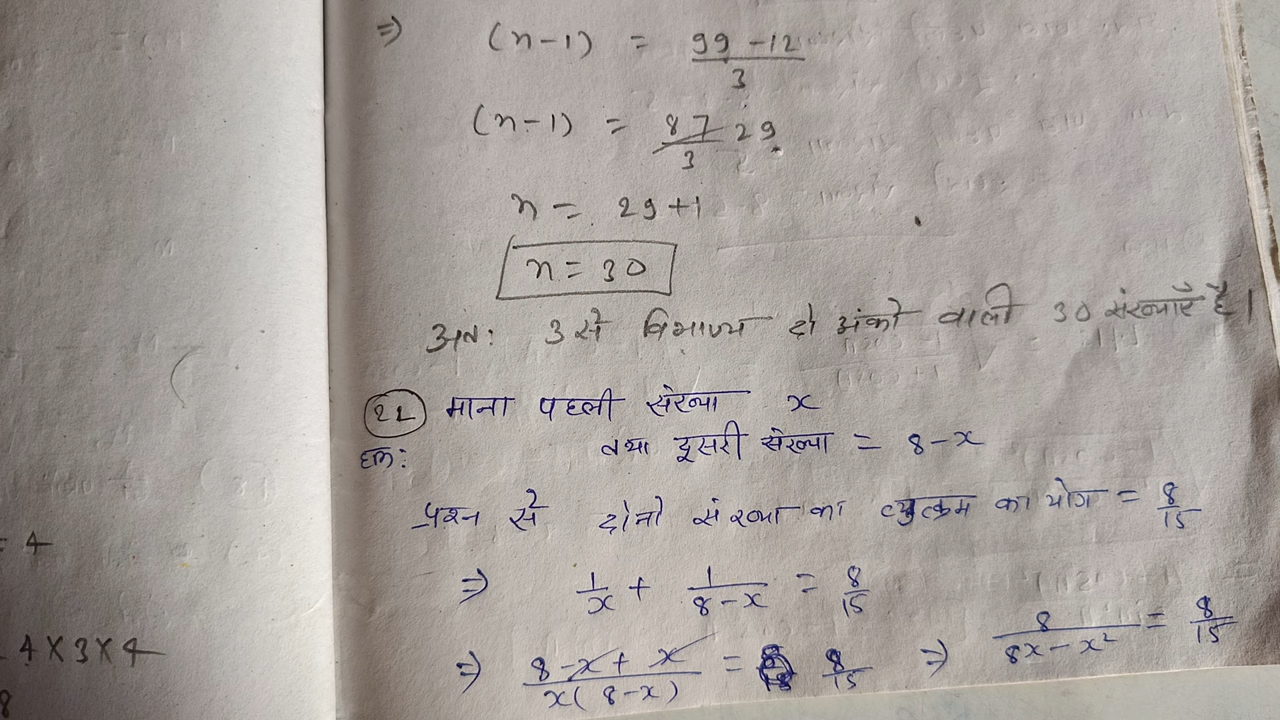 ⇒ (n-1) = 99-12/3
(n-1) = 87/3 29
n = 29+1
n = 30
अतः 3 से विभाज्य दो अंको वाली 30 संख्याएँ है।
22 माना पहली संख्या x
हल: तथा दूसरी संख्या = 8-x
प्रश्न से दोनो संख्या का व्युत्क्रम का योग = 8/15
⇒ 1/x + 1/8-x = 8/15
⇒ 8-x+x/x(8-x) = 8/15 ⇒ 8/8x-x² = 8/15
= 4
4×3×4
8